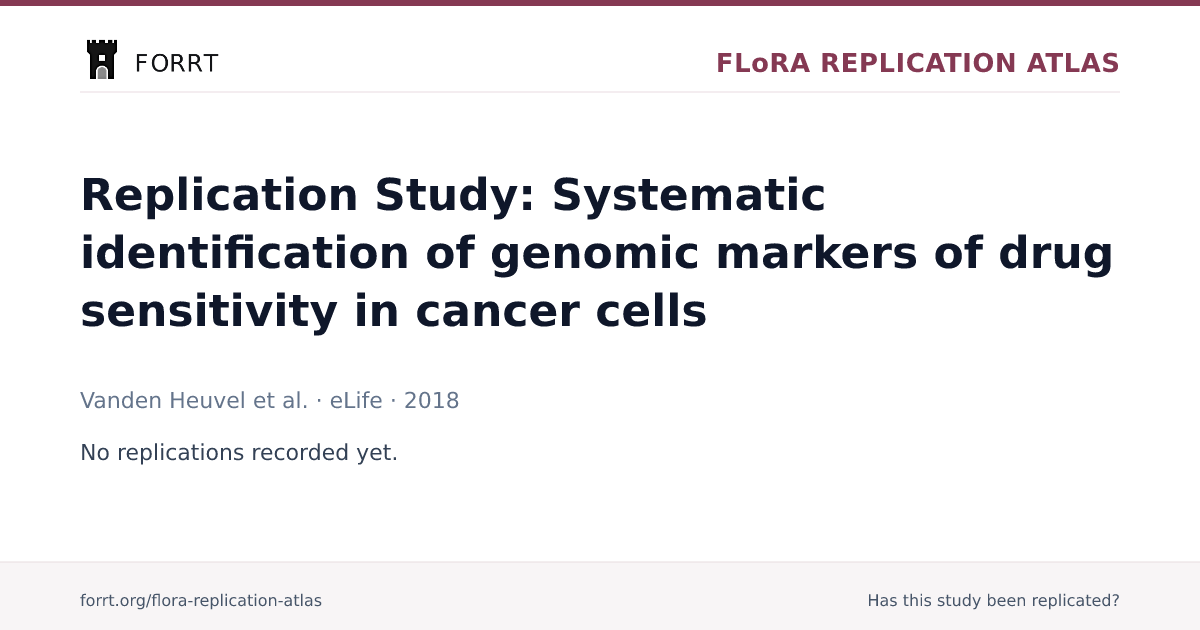 FORRT
FLoRA REPLICATION ATLAS
Replication Study: Systematic
identification of genomic markers of drug
sensitivity in cancer cells
Vanden Heuvel et al. · eLife · 2018
No replications recorded yet.
forrt.org/flora-replication-atlas
Has this study been replicated?